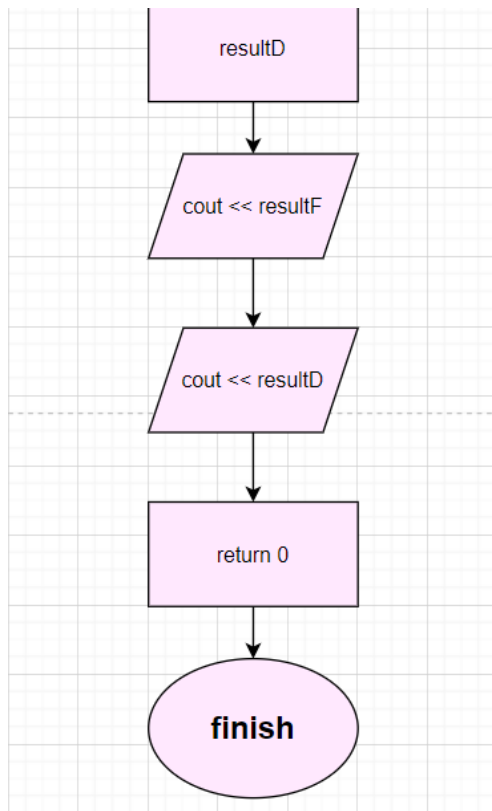 resultD
cout << resultF
cout << resultD
return 0
finish